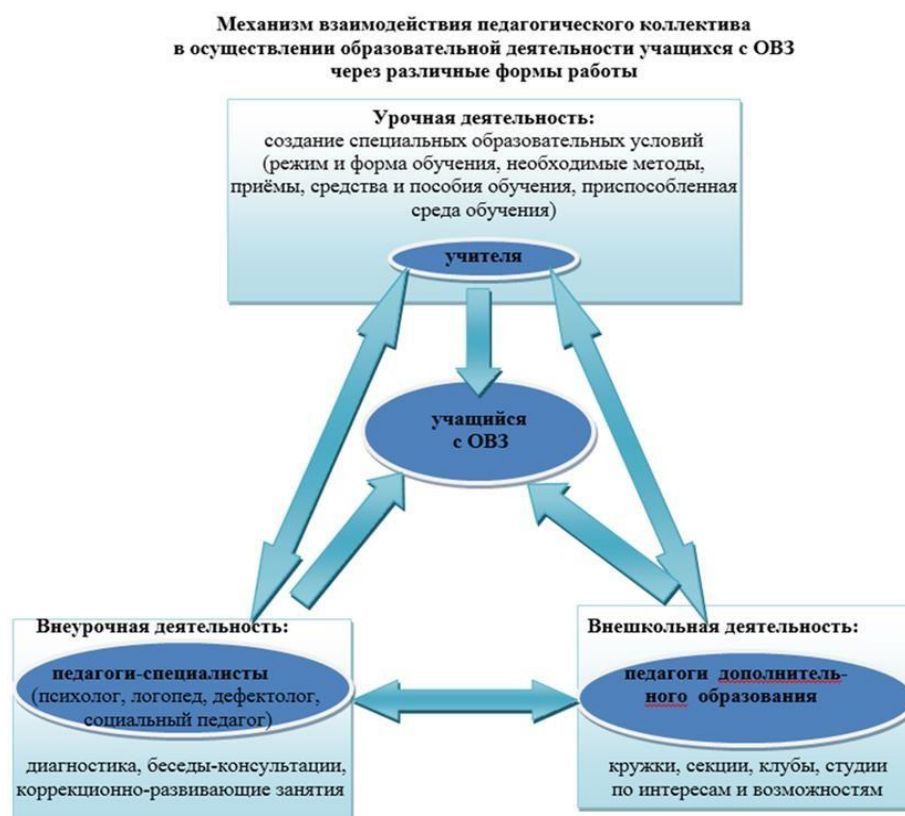 Механизм взаимодействия педагогического коллектива
в осуществлении образовательной деятельности учащихся с ОВЗ
через различные формы работы
Урочная деятельность:
создание специальных образовательных условий
(режим и форма обучения, необходимые методы,
приёмы, средства и пособия обучения, приспособленная
среда обучения)
учителя
учащийся
с ОВЗ
Внеурочная деятельность:
педагоги-специалисты
(психолог, логопед, дефектолог,
социальный педагог)
диагностика, беседы-консультации,
коррекционно-развивающие занятия
Внешкольная деятельность:
педагоги дополнитель-
ного образования
кружки, секции, клубы, студии
по интересам и возможностям